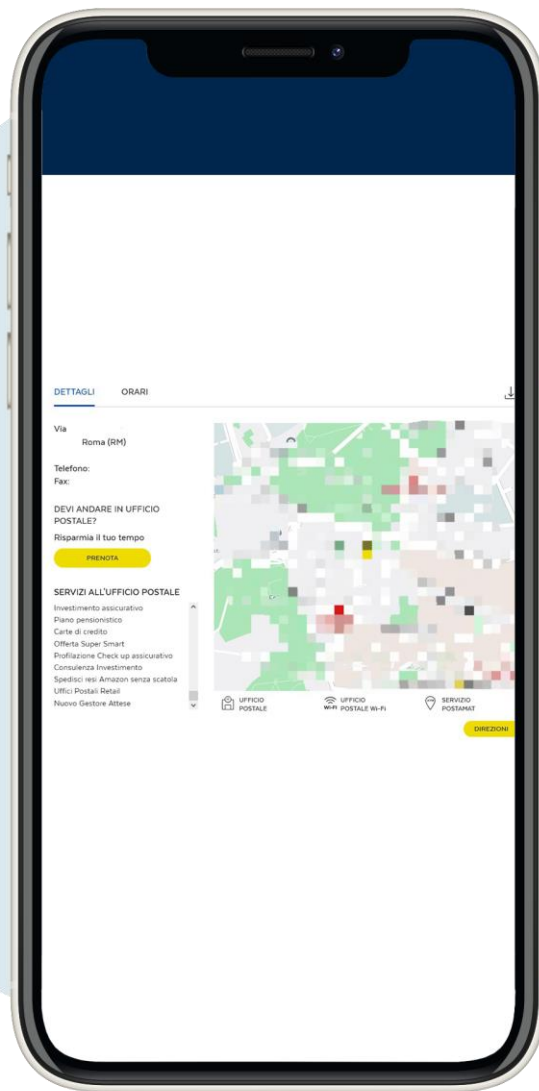 DETTAGLI ORARI
Via
Roma (RM)
Telefono:
Fax:
DEVI ANDARE IN UFFICIO
POSTALE?
Risparmia il tuo tempo
PRENOTA
SERVIZI ALL'UFFICIO POSTALE
Investimento assicurativo
Piano pensionistico
Carte di credito
Offerta Super Smart
Profilazione Check up assicurativo
Consulenza Investimento
Spedisci resi Amazon senza scatola
Uffici Postali Retail
Nuovo Gestore Attese
UFFICIO
POSTALE
Wi-Fi
UFFICIO
POSTALE Wi-Fi
SERVIZIO
POSTAMAT
DIREZIONI